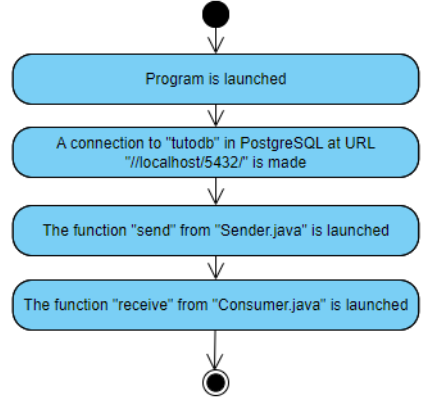 Program is launched
A connection to "tutodb" in PostgreSQL at URL
"//localhost/5432/" is made
The function "send" from "Sender.java" is launched
The function "receive" from "Consumer.java" is launched